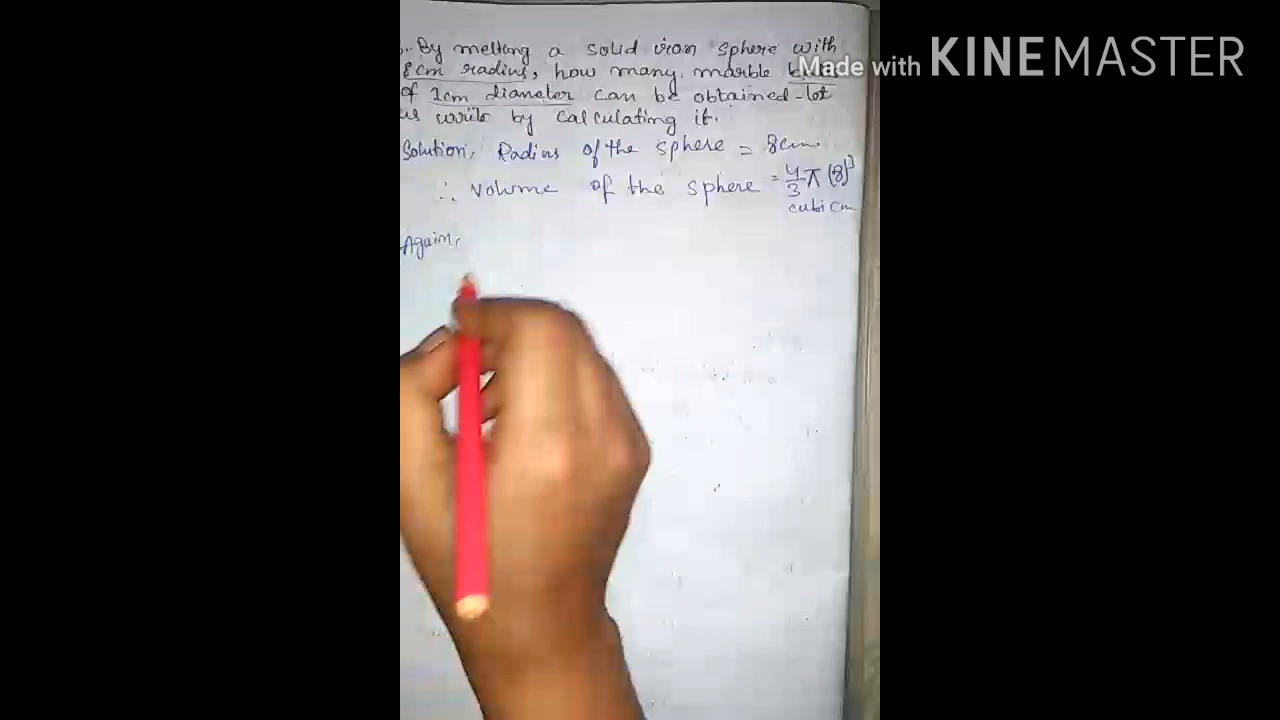 By melting a solid iron sphere with
8cm radius, how many marble
of 1cm diameter can be obtained-let
us write by calculating it.
Solution, Radius of the sphere = 8cm.
∴ volume of the sphere = 4/3 π (8)³
cubic cm
Again,
Made with KINEMASTER